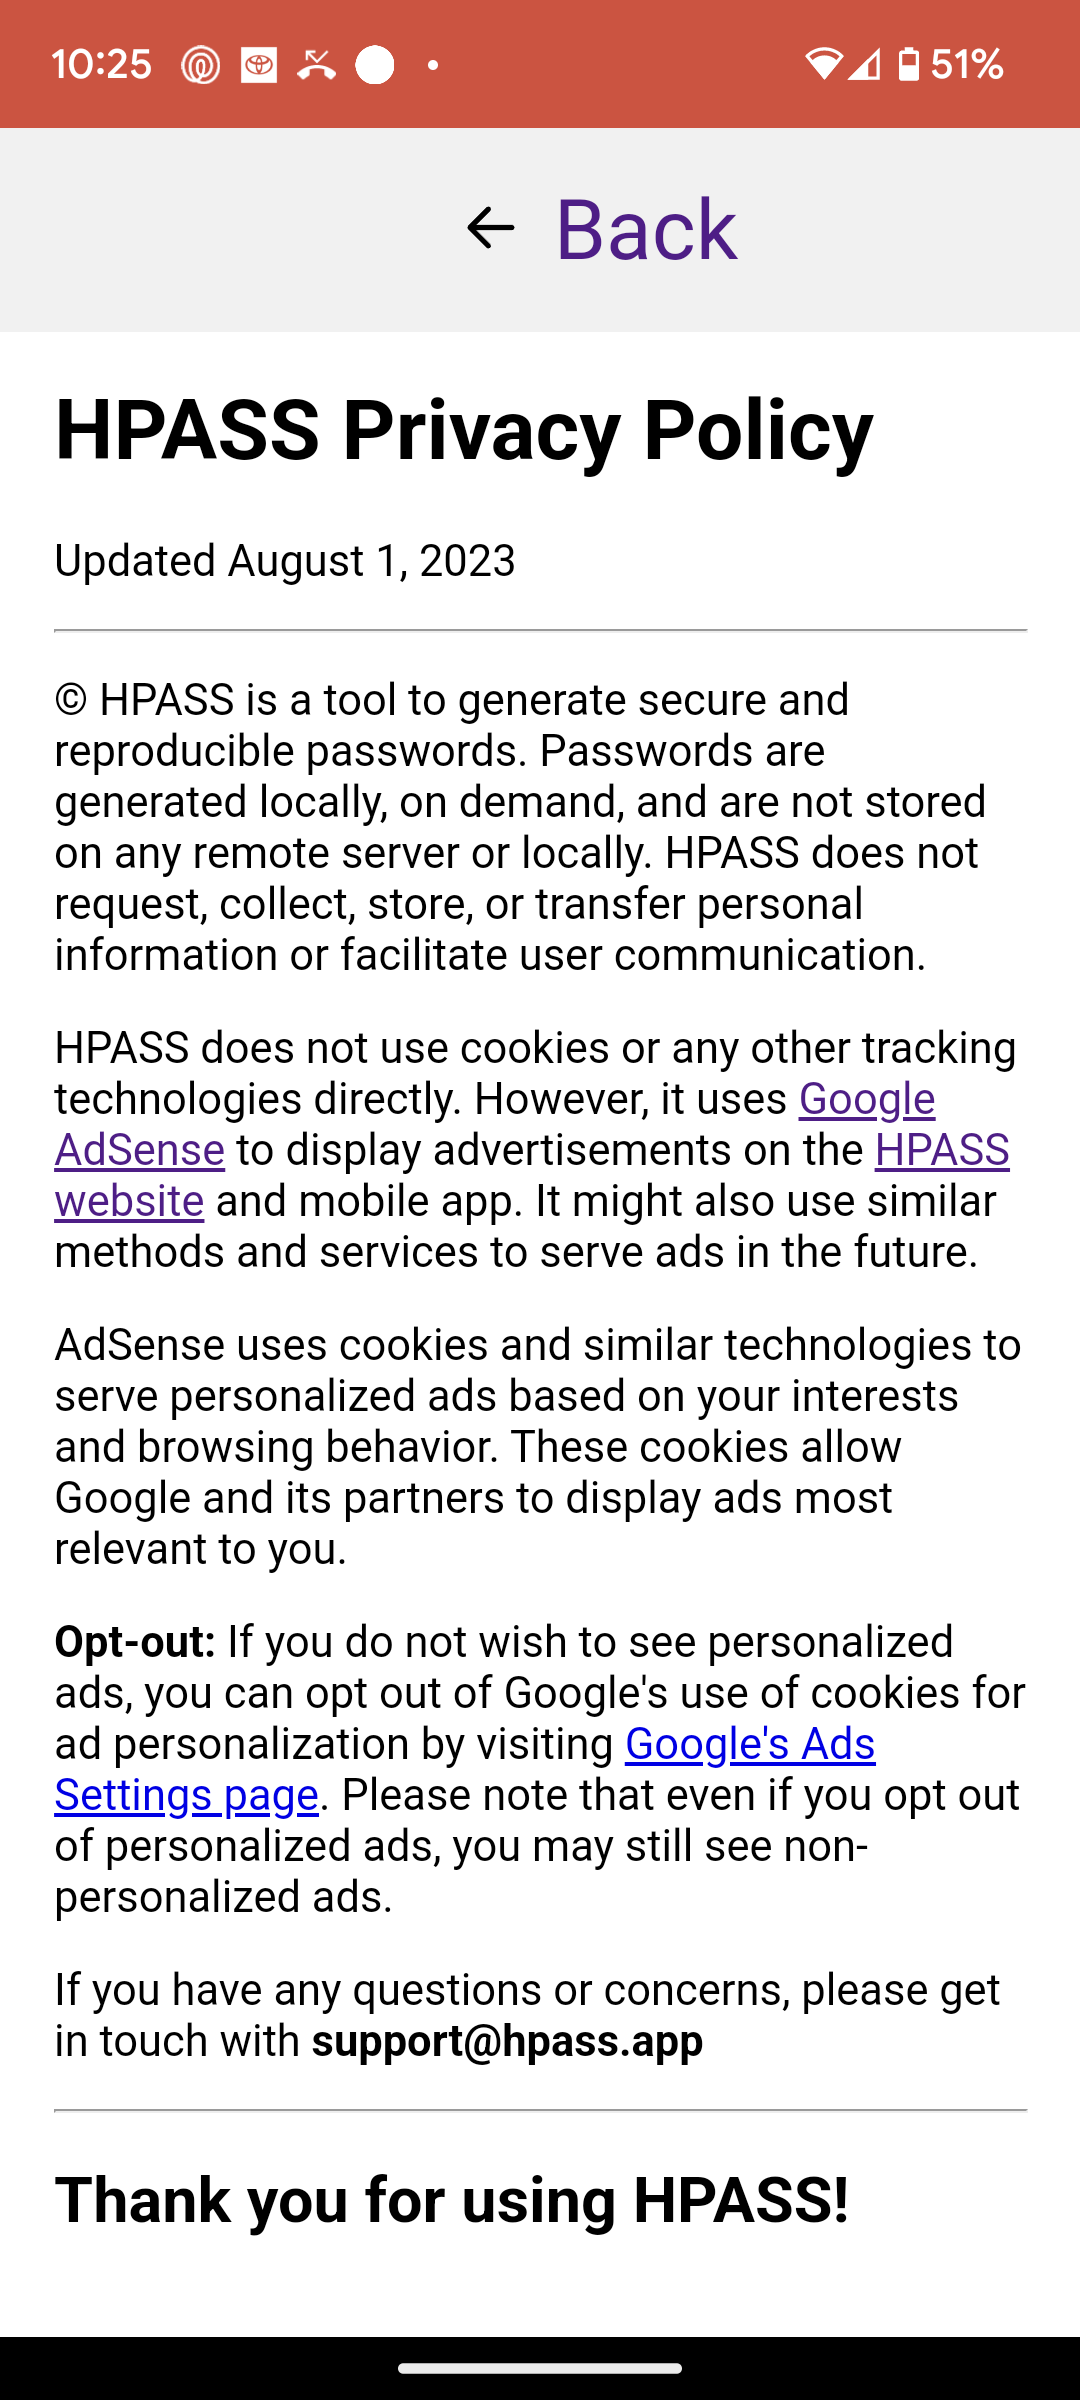 10:25
51%
Back
HPASS Privacy Policy
Updated August 1, 2023
© HPASS is a tool to generate secure and
reproducible passwords. Passwords are
generated locally, on demand, and are not stored
on any remote server or locally. HPASS does not
request, collect, store, or transfer personal
information or facilitate user communication.
HPASS does not use cookies or any other tracking
technologies directly. However, it uses Google
AdSense to display advertisements on the HPASS
website and mobile app. It might also use similar
methods and services to serve ads in the future.
AdSense uses cookies and similar technologies to
serve personalized ads based on your interests
and browsing behavior. These cookies allow
Google and its partners to display ads most
relevant to you.
Opt-out: If you do not wish to see personalized
ads, you can opt out of Google's use of cookies for
ad personalization by visiting Google's Ads
Settings page. Please note that even if you opt out
of personalized ads, you may still see non-
personalized ads.
If you have any questions or concerns, please get
in touch with support@hpass.app
Thank you for using HPASS!